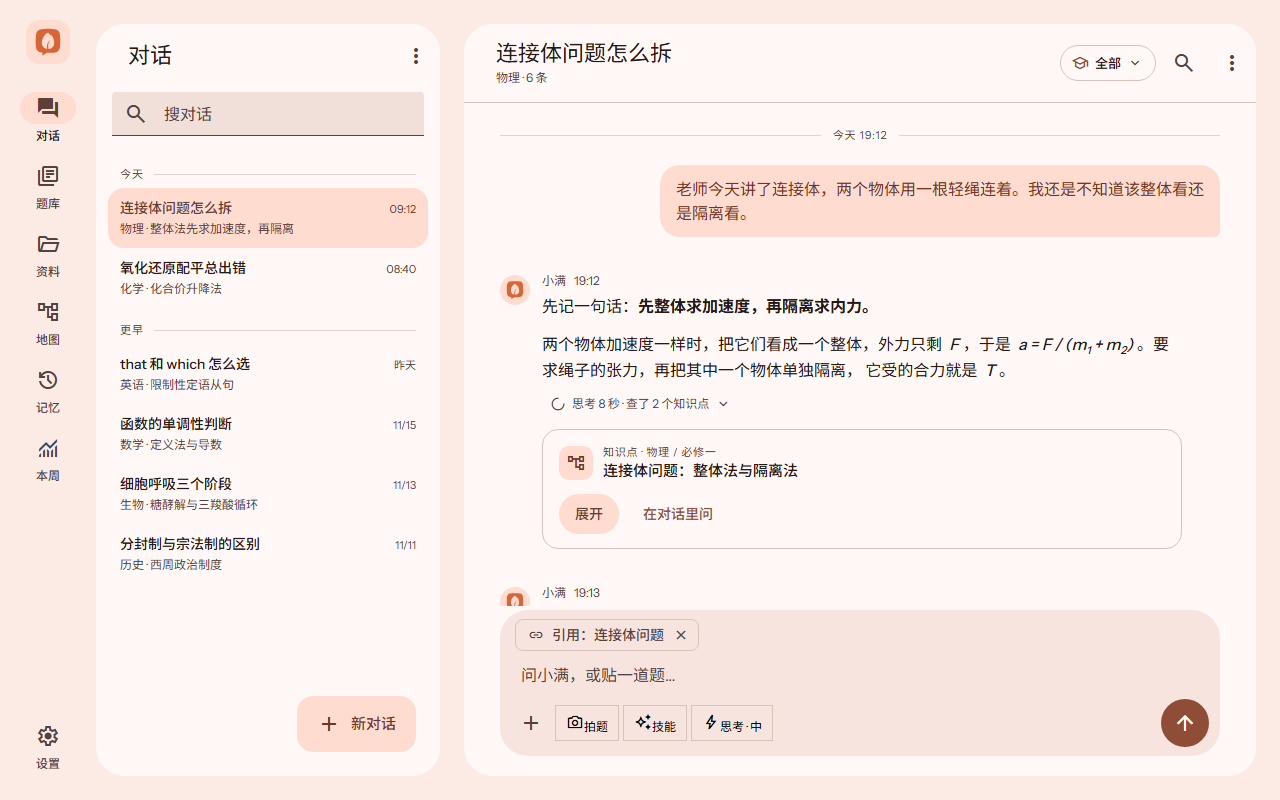 对话
题库
资料
地图
记忆
本周
设置
对话
搜对话
今天
连接体问题怎么拆 09:12
物理·整体法先求加速度，再隔离
氧化还原配平总出错 08:40
化学·化合价升降法
更早
that 和 which 怎么选 昨天
英语·限制性定语从句
函数的单调性判断 11/15
数学·定义法与导数
细胞呼吸三个阶段 11/13
生物·糖酵解与三羧酸循环
分封制与宗法制的区别 11/11
历史·西周政治制度
新对话
连接体问题怎么拆
物理·6 条
全部
今天 19:12
老师今天讲了连接体，两个物体用一根轻绳连着。我还是不知道该整体看还
是隔离看。
小满 19:12
先记一句话：先整体求加速度，再隔离求内力。
两个物体加速度一样时，把它们看成一个整体，外力只剩 F，于是 a = F / (m₁ + m₂)。要
求绳子的张力，再把其中一个物体单独隔离， 它受的合力就是 T。
思考 8 秒·查了 2 个知识点
知识点 · 物理 / 必修一
连接体问题：整体法与隔离法
展开 在对话里问
小满 19:13
引用：连接体问题
问小满，或贴一道题…
拍题 技能 思考·中